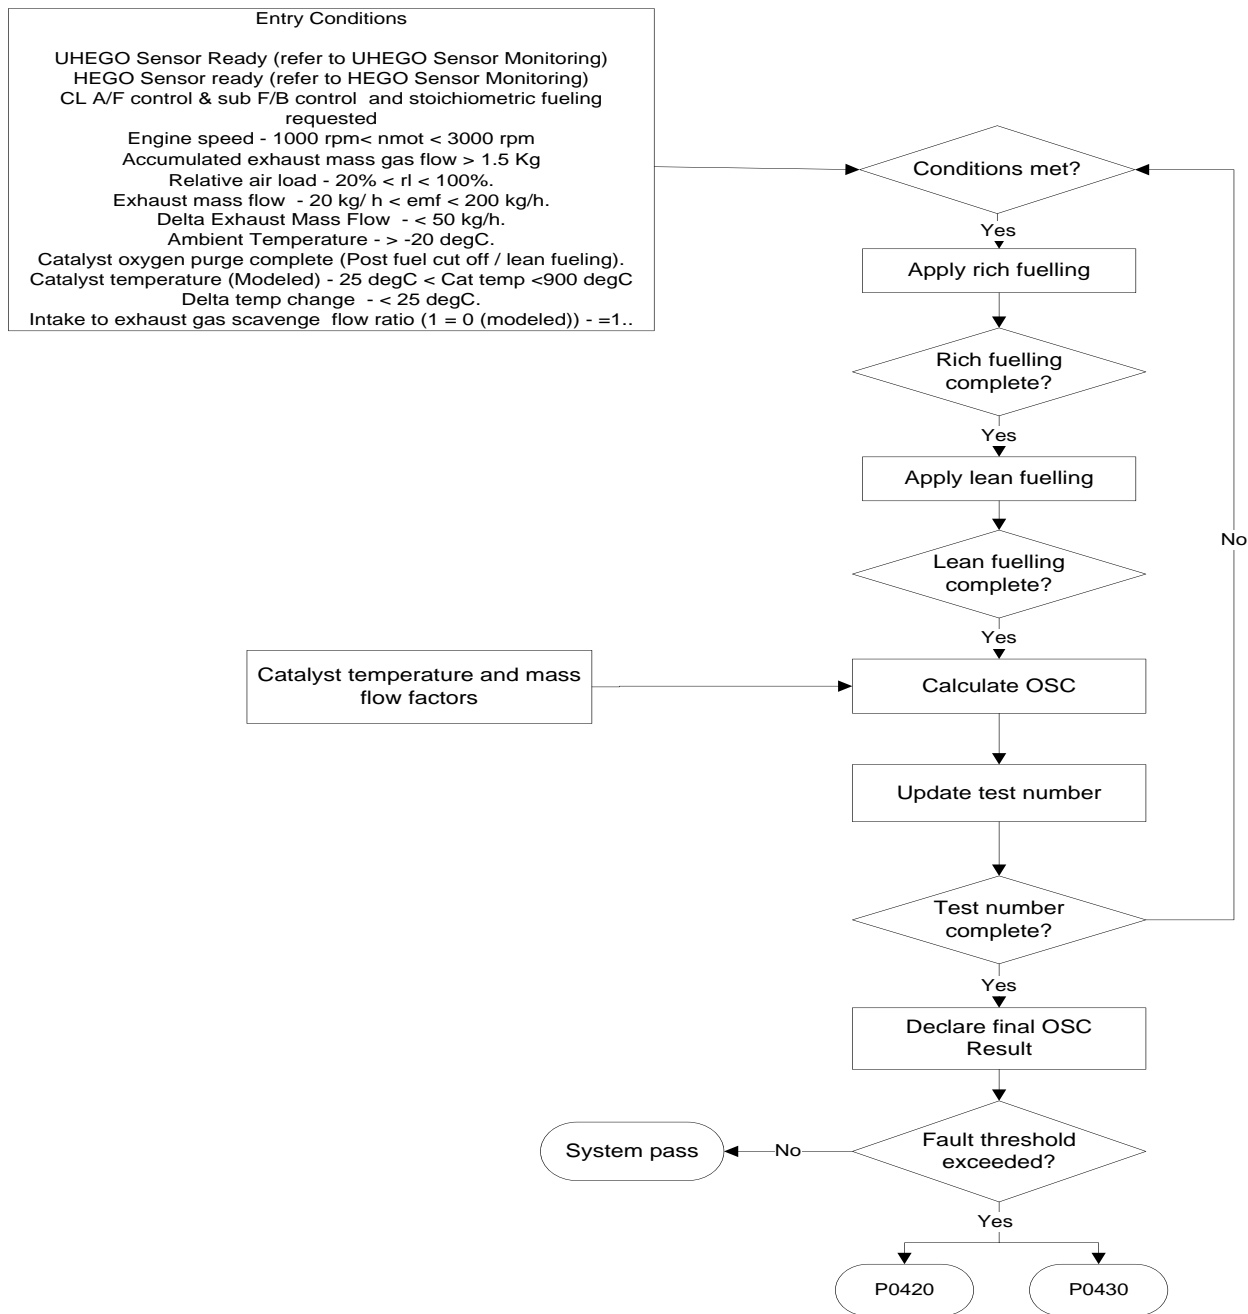 Entry Conditions
UHEGO Sensor Ready (refer to UHEGO Sensor Monitoring)
HEGO Sensor ready (refer to HEGO Sensor Monitoring)
CL A/F control & sub F/B control  and stoichiometric fueling
requested
Engine speed - 1000 rpm< nmot < 3000 rpm
Accumulated exhaust mass gas flow > 1.5 Kg
Relative air load - 20% < rl < 100%.
Exhaust mass flow  - 20 kg/ h < emf < 200 kg/h.
Delta Exhaust Mass Flow  - < 50 kg/h.
Ambient Temperature - > -20 degC.
Catalyst oxygen purge complete (Post fuel cut off / lean fueling).
Catalyst temperature (Modeled) - 25 degC < Cat temp <900 degC
Delta temp change  - < 25 degC.
Intake to exhaust gas scavenge  flow ratio (1 = 0 (modeled)) - =1..
Conditions met?
Yes
Apply rich fuelling
Rich fuelling
complete?
Yes
Apply lean fuelling
Lean fuelling
complete?
No
Yes
Catalyst temperature and mass
flow factors
Calculate OSC
Update test number
Test number
complete?
Yes
Declare final OSC
Result
Fault threshold
exceeded?
No
System pass
Yes
P0420
P0430